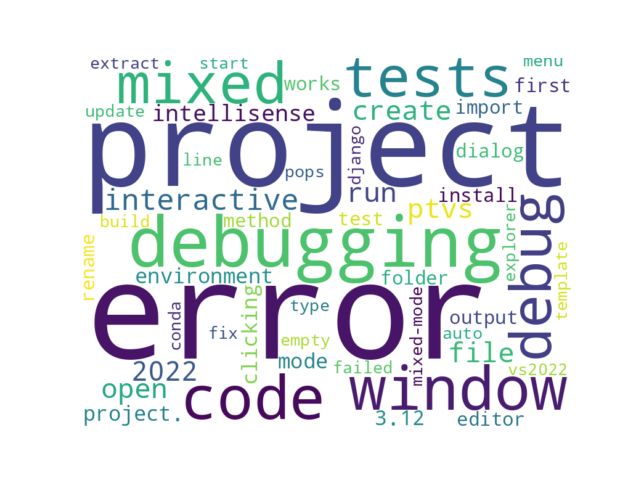 extract
start
menu
mixed
works
tests
first
update
intellisense
create
import
project
line
pops
django
dialog
interactive
run
install
ptvs
build
method
test
debugging
explorer
debug
rename
environment
folder
template
error
conda
clicking
type
mixed-mode
output
fix
empty
auto
mode
file
2022
failed
vs2022
open
code
window
project.
3.12
editor